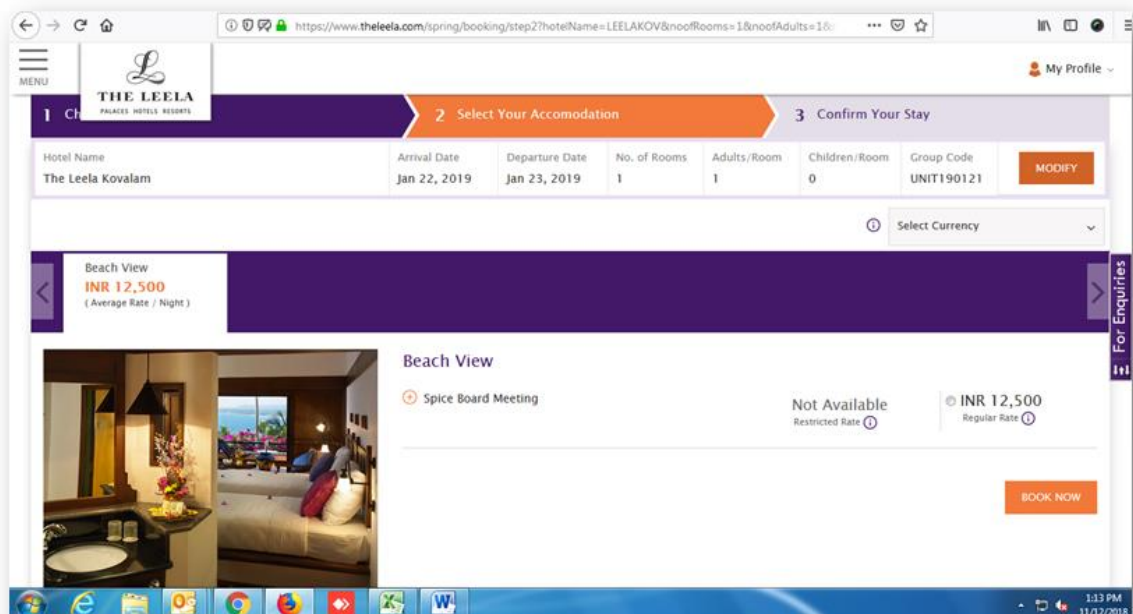 https://www.theleela.com/spring/booking/step2?hotelName=LEELAKOV&noofRooms=1&noofAdults=1&
MENU
THE LEELA
PALACES HOTELS RESORTS
My Profile
1 Ch
2 Select Your Accomodation
3 Confirm Your Stay
Hotel Name
The Leela Kovalam
Arrival Date
Jan 22, 2019
Departure Date
Jan 23, 2019
No. of Rooms
1
Adults/Room
1
Children/Room
0
Group Code
UNIT190121
MODIFY
Select Currency
Beach View
INR 12,500
( Average Rate / Night )
For Enquiries
Beach View
Spice Board Meeting
Not Available
Restricted Rate
INR 12,500
Regular Rate
BOOK NOW
1:13 PM
11/12/2018